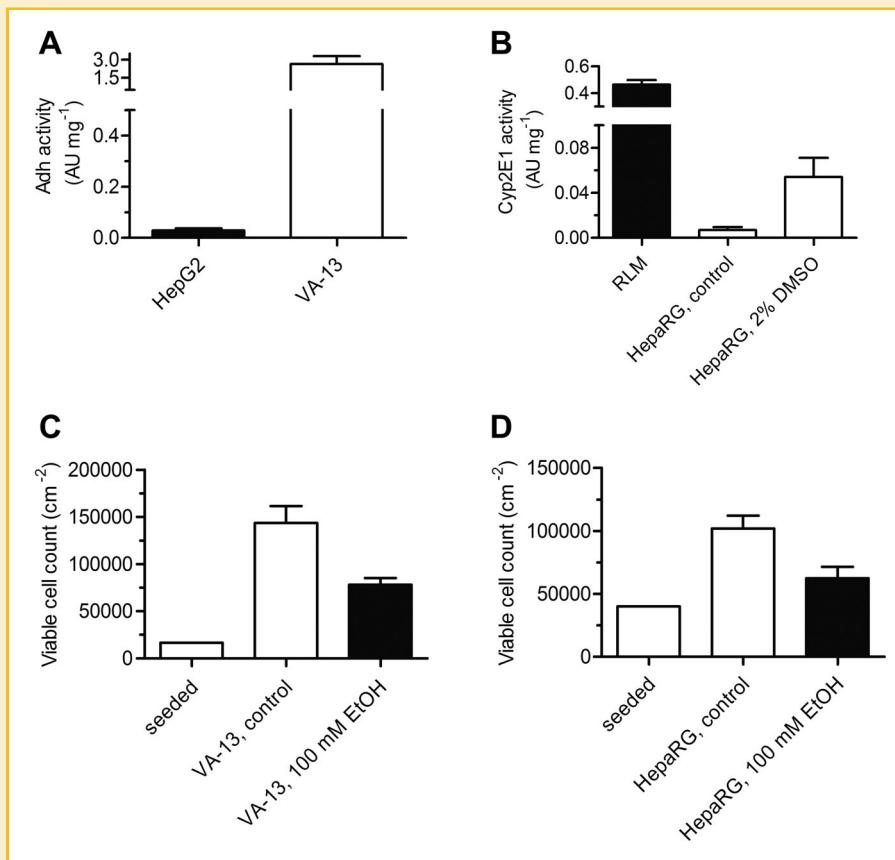 A
Adh activity
(AU mg-1)
3.0
1.5
0.4
0.2
0.0
HepG2
VA-13
B
Cyp2E1 activity
(AU mg-1)
0.6
0.4
0.08
0.04
0.00
RLM
HepaRG, control
HepaRG, 2% DMSO
C
Viable cell count (cm-2)
200000
150000
100000
50000
0
seeded
VA-13, control
VA-13, 100 mM EtOH
D
Viable cell count (cm-2)
150000
100000
50000
0
seeded
HepaRG, control
HepaRG, 100 mM EtOH